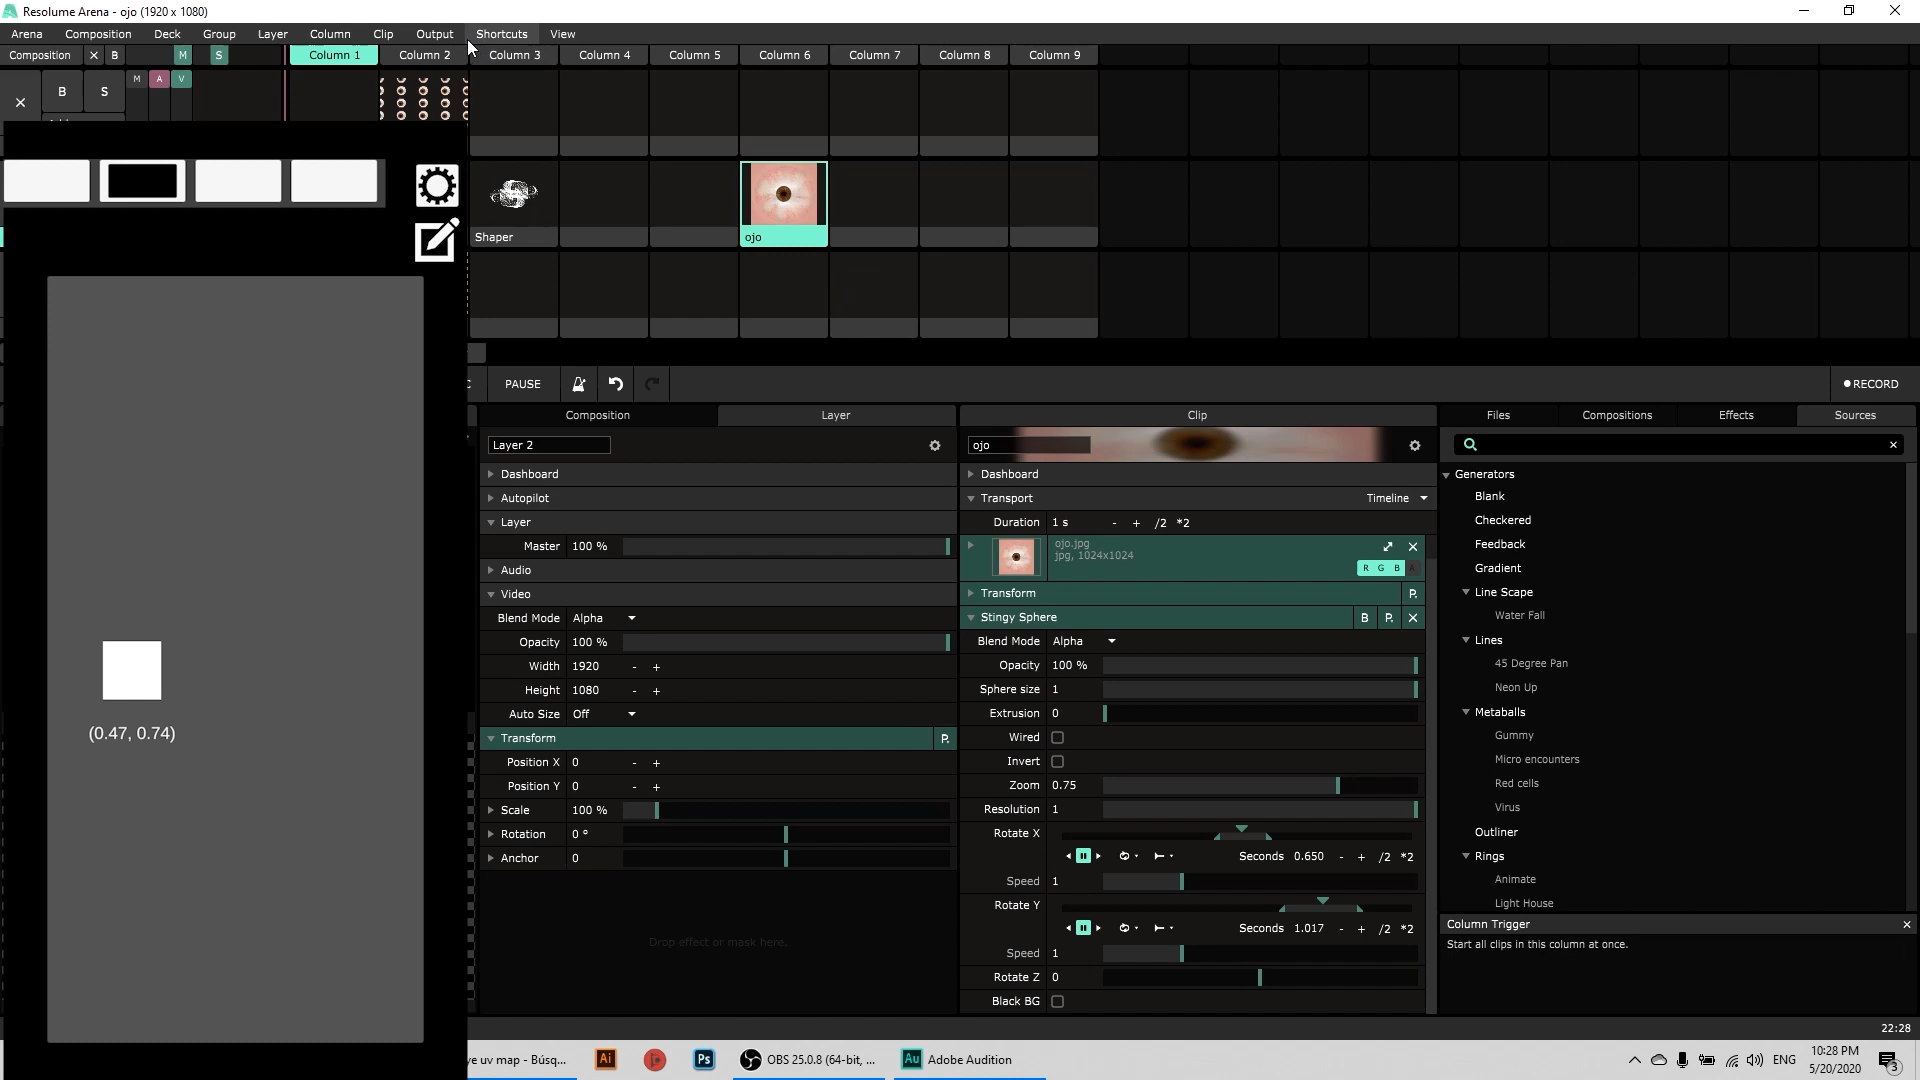 Resolume Arena - ojo (1920 x 1080)
Arena Composition Deck Group Layer Column Clip Output Shortcuts View
Composition B M S Column 1 Column 2 Column 3 Column 4 Column 5 Column 6 Column 7 Column 8 Column 9
B S M A V
Shaper ojo
PAUSE RECORD
Composition Layer Clip Files Compositions Effects Sources
Layer 2
Dashboard
Autopilot
Layer
Master 100 %
Audio
Video
Blend Mode Alpha
Opacity 100 %
Width 1920 - +
Height 1080 - +
Auto Size Off
Transform P.
Position X 0 - +
Position Y 0 - +
Scale 100 %
Rotation 0 °
Anchor 0
Drop effect or mask here.
ojo
Dashboard
Transport Timeline
Duration 1 s - + /2 *2
ojo.jpg
jpg, 1024x1024
R G B A
Transform P.
Stingy Sphere B P.
Blend Mode Alpha
Opacity 100 %
Sphere size 1
Extrusion 0
Wired
Invert
Zoom 0.75
Resolution 1
Rotate X
Seconds 0.650 - + /2 *2
Speed 1
Rotate Y
Seconds 1.017 - + /2 *2
Speed 1
Rotate Z 0
Black BG
Generators
Blank
Checkered
Feedback
Gradient
Line Scape
Water Fall
Lines
45 Degree Pan
Neon Up
Metaballs
Gummy
Micro encounters
Red cells
Virus
Outliner
Rings
Animate
Light House
Column Trigger
Start all clips in this column at once.
(0.47, 0.74)
22:28
ye uv map - Búsq... Ai Ps OBS 25.0.8 (64-bit, ... Au Adobe Audition
ENG 10:28 PM
5/20/2020
3